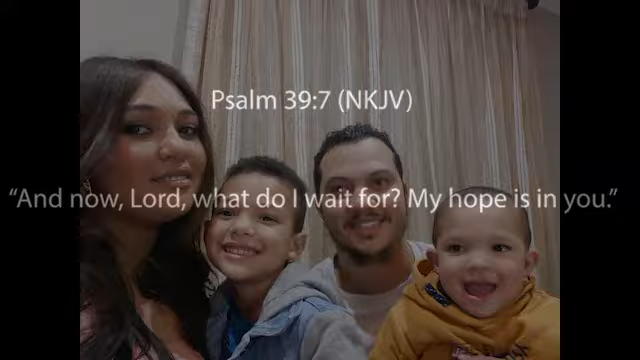 Psalm 39:7 (NKJV)
“And now, Lord, what do I wait for? My hope is in you.”